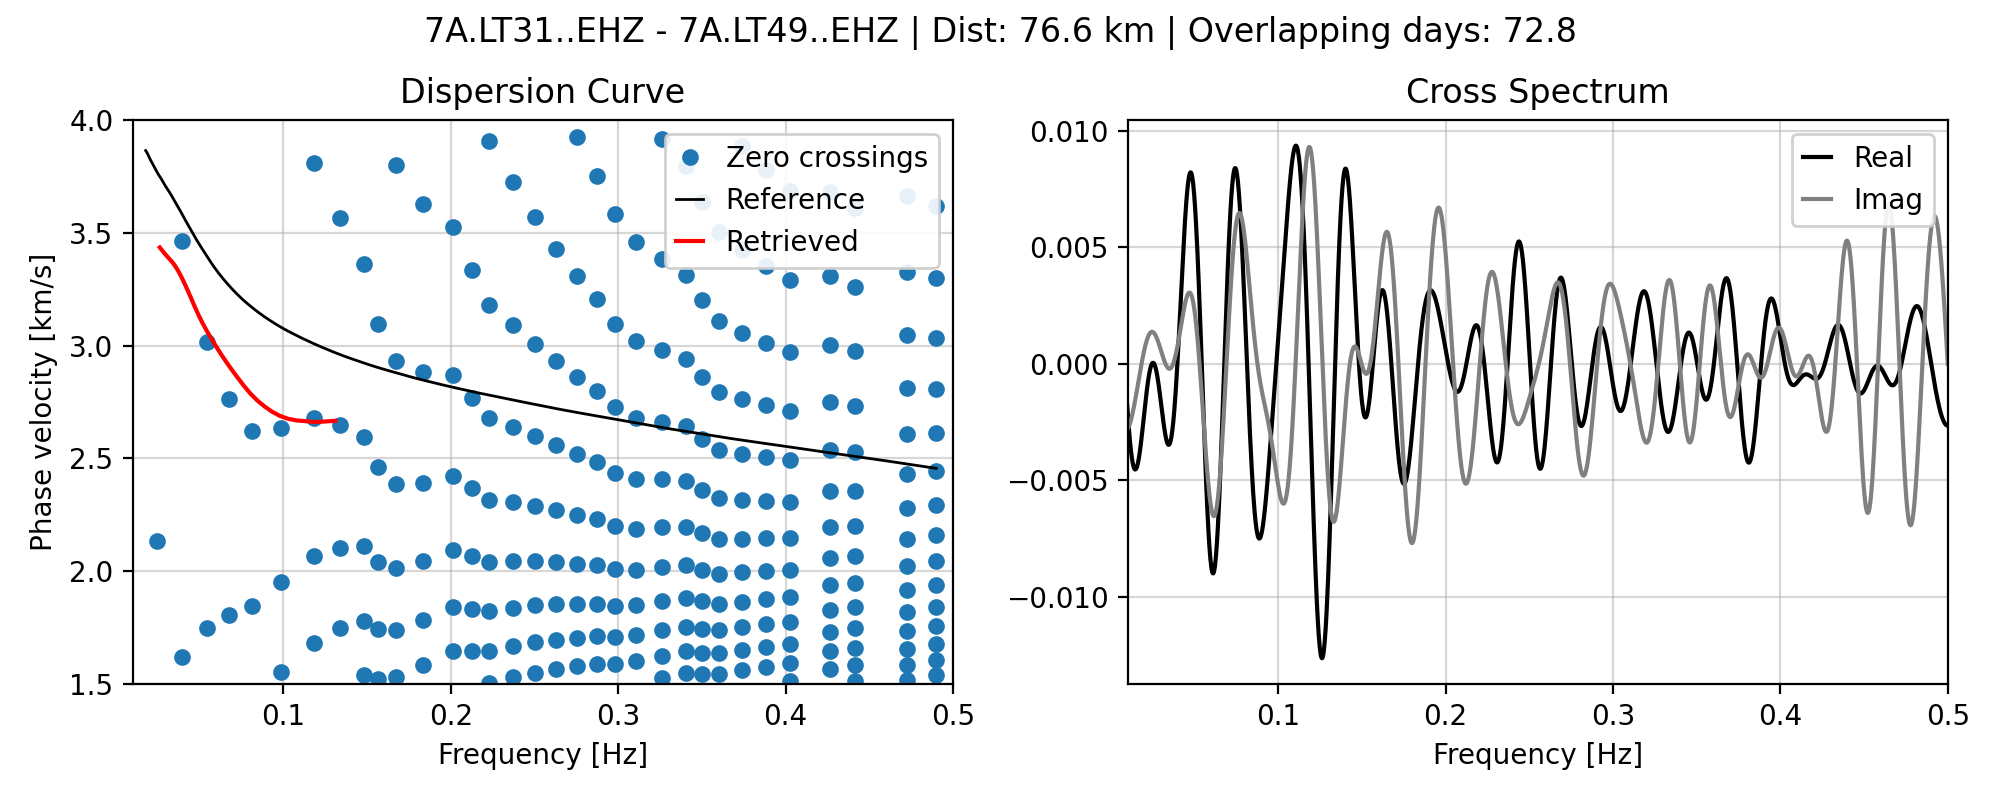 7A.LT31..EHZ - 7A.LT49..EHZ | Dist: 76.6 km | Overlapping days: 72.8
Dispersion Curve
4.0
3.5
3.0
2.5
2.0
1.5
Phase velocity [km/s]
Zero crossings
Reference
Retrieved
0.1 0.2 0.3 0.4 0.5
Frequency [Hz]
Cross Spectrum
0.010
0.005
0.000
−0.005
−0.010
Real
Imag
0.1 0.2 0.3 0.4 0.5
Frequency [Hz]